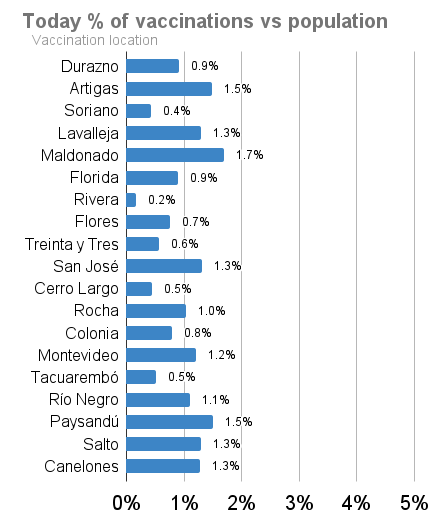 Today % of vaccinations vs population
Vaccination location
Durazno 0.9%
Artigas 1.5%
Soriano 0.4%
Lavalleja 1.3%
Maldonado 1.7%
Florida 0.9%
Rivera 0.2%
Flores 0.7%
Treinta y Tres 0.6%
San José 1.3%
Cerro Largo 0.5%
Rocha 1.0%
Colonia 0.8%
Montevideo 1.2%
Tacuarembó 0.5%
Río Negro 1.1%
Paysandú 1.5%
Salto 1.3%
Canelones 1.3%
0% 1% 2% 3% 4% 5%